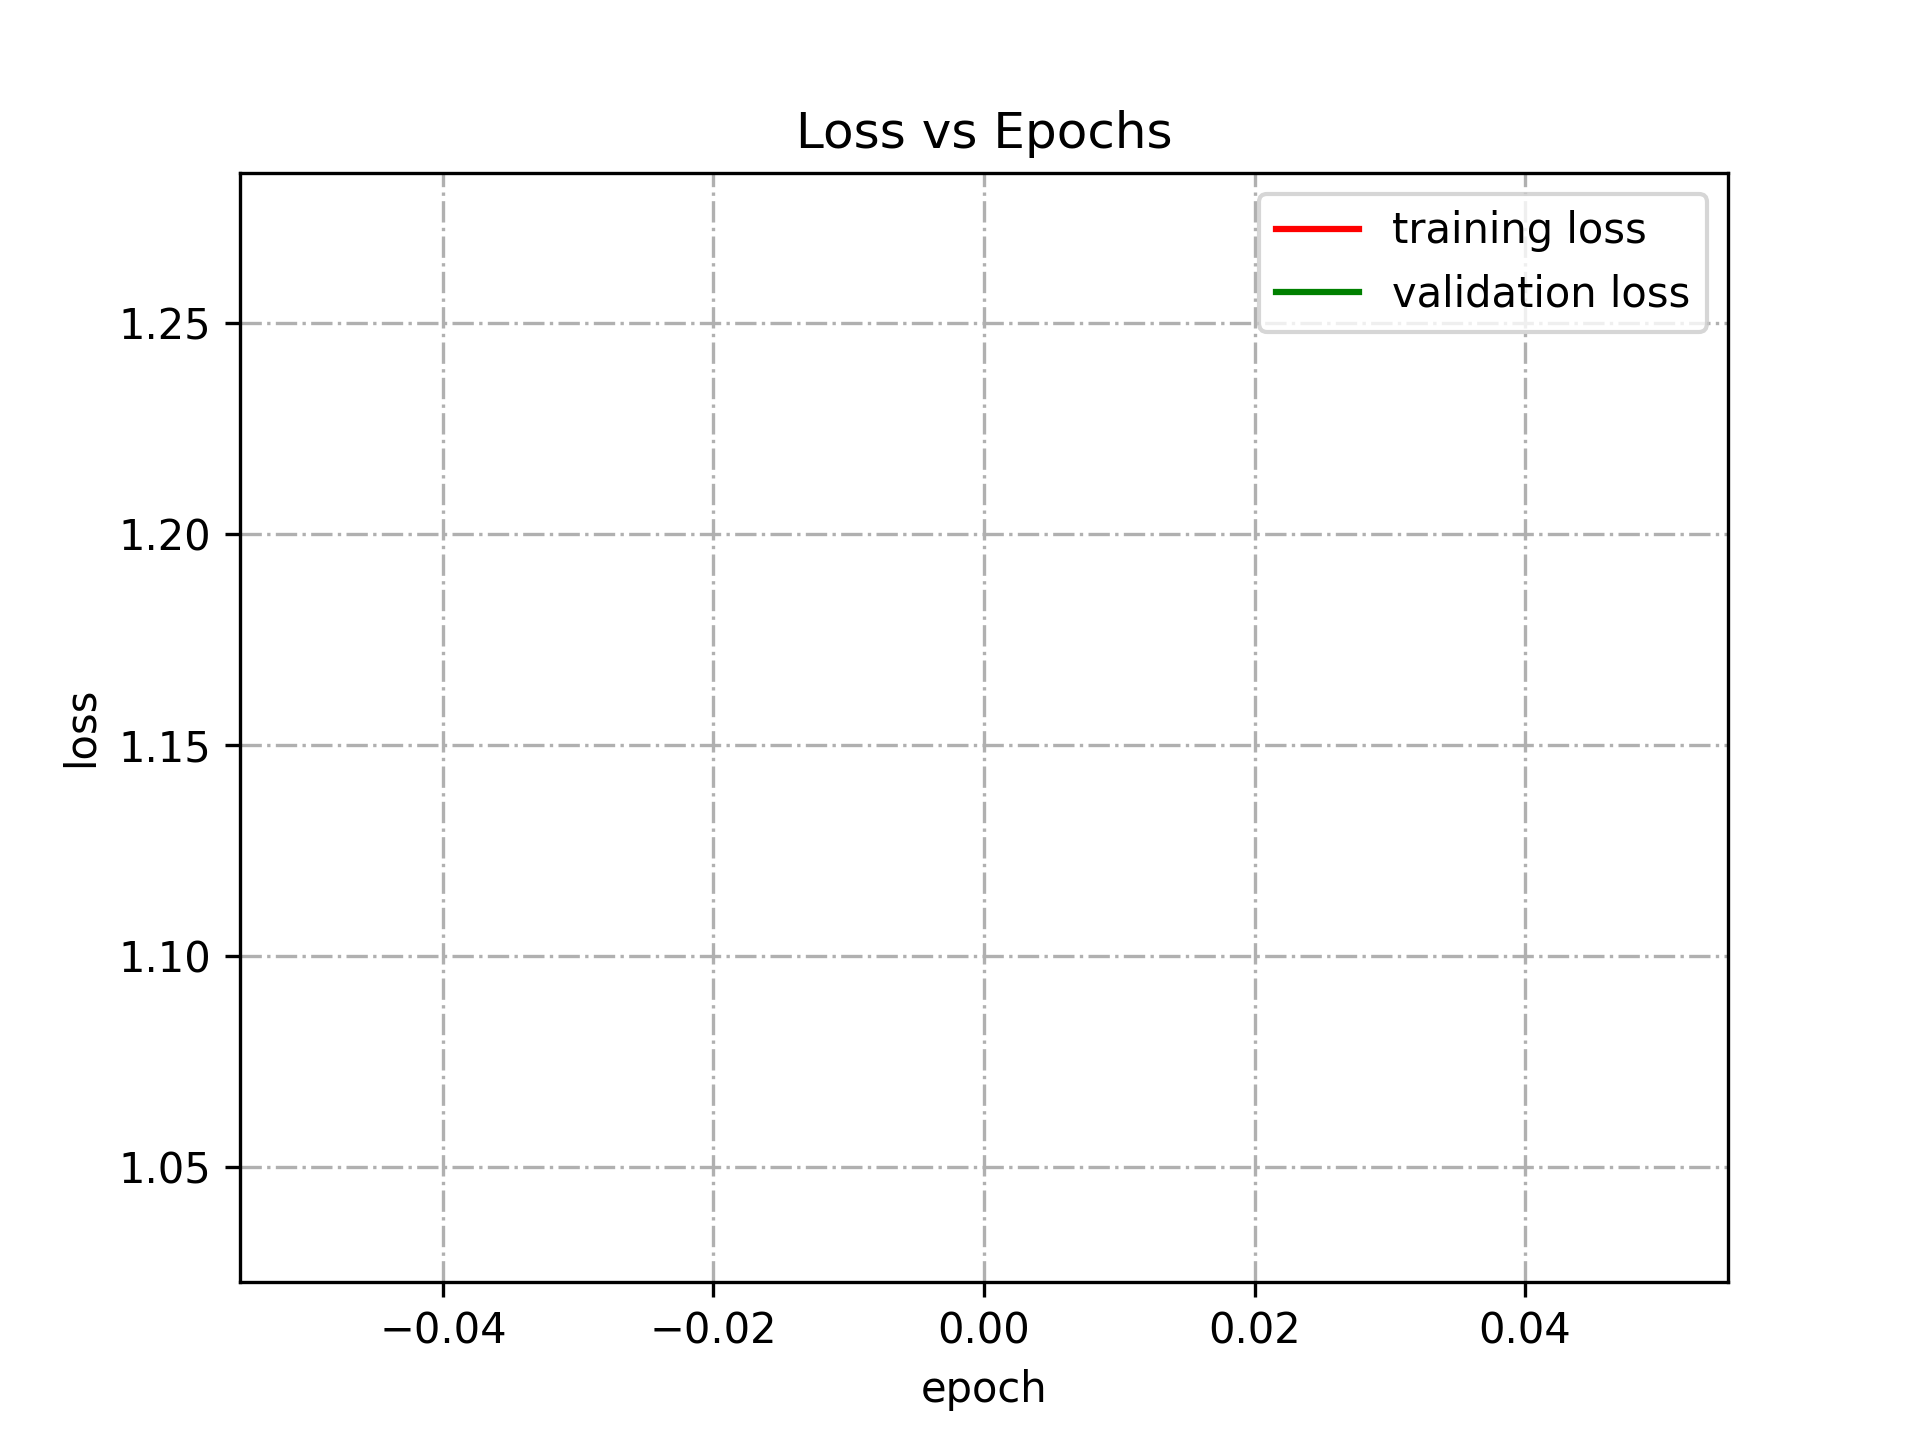 Loss vs Epochs
training loss
validation loss
1.25
1.20
1.15
1.10
1.05
loss
−0.04
−0.02
0.00
0.02
0.04
epoch